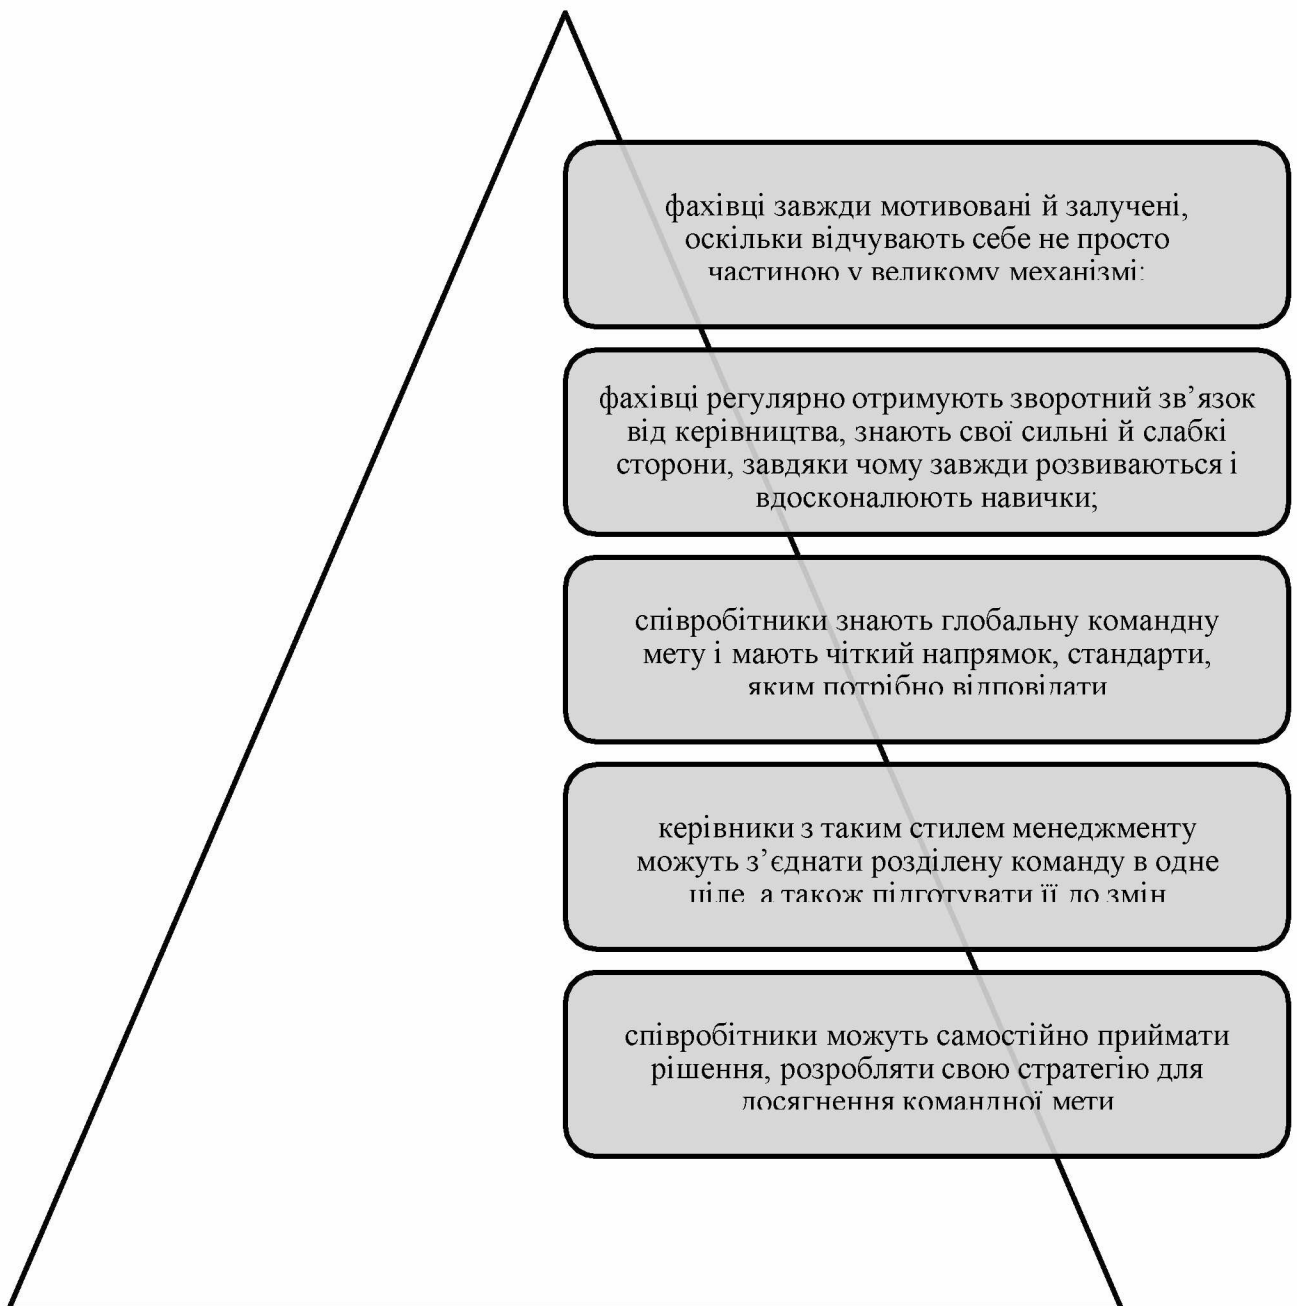 фахівці завжди мотивовані й залучені,
оскільки відчувають себе не просто
частиною у великому механізмі;
фахівці регулярно отримують зворотний зв’язок
від керівництва, знають свої сильні й слабкі
сторони, завдяки чому завжди розвиваються і
вдосконалюють навички;
співробітники знають глобальну командну
мету і мають чіткий напрямок, стандарти,
яким потрібно відповідати
керівники з таким стилем менеджменту
можуть з’єднати розділену команду в одне
ціле, а також підготувати її до змін
співробітники можуть самостійно приймати
рішення, розробляти свою стратегію для
досягнення командної мети